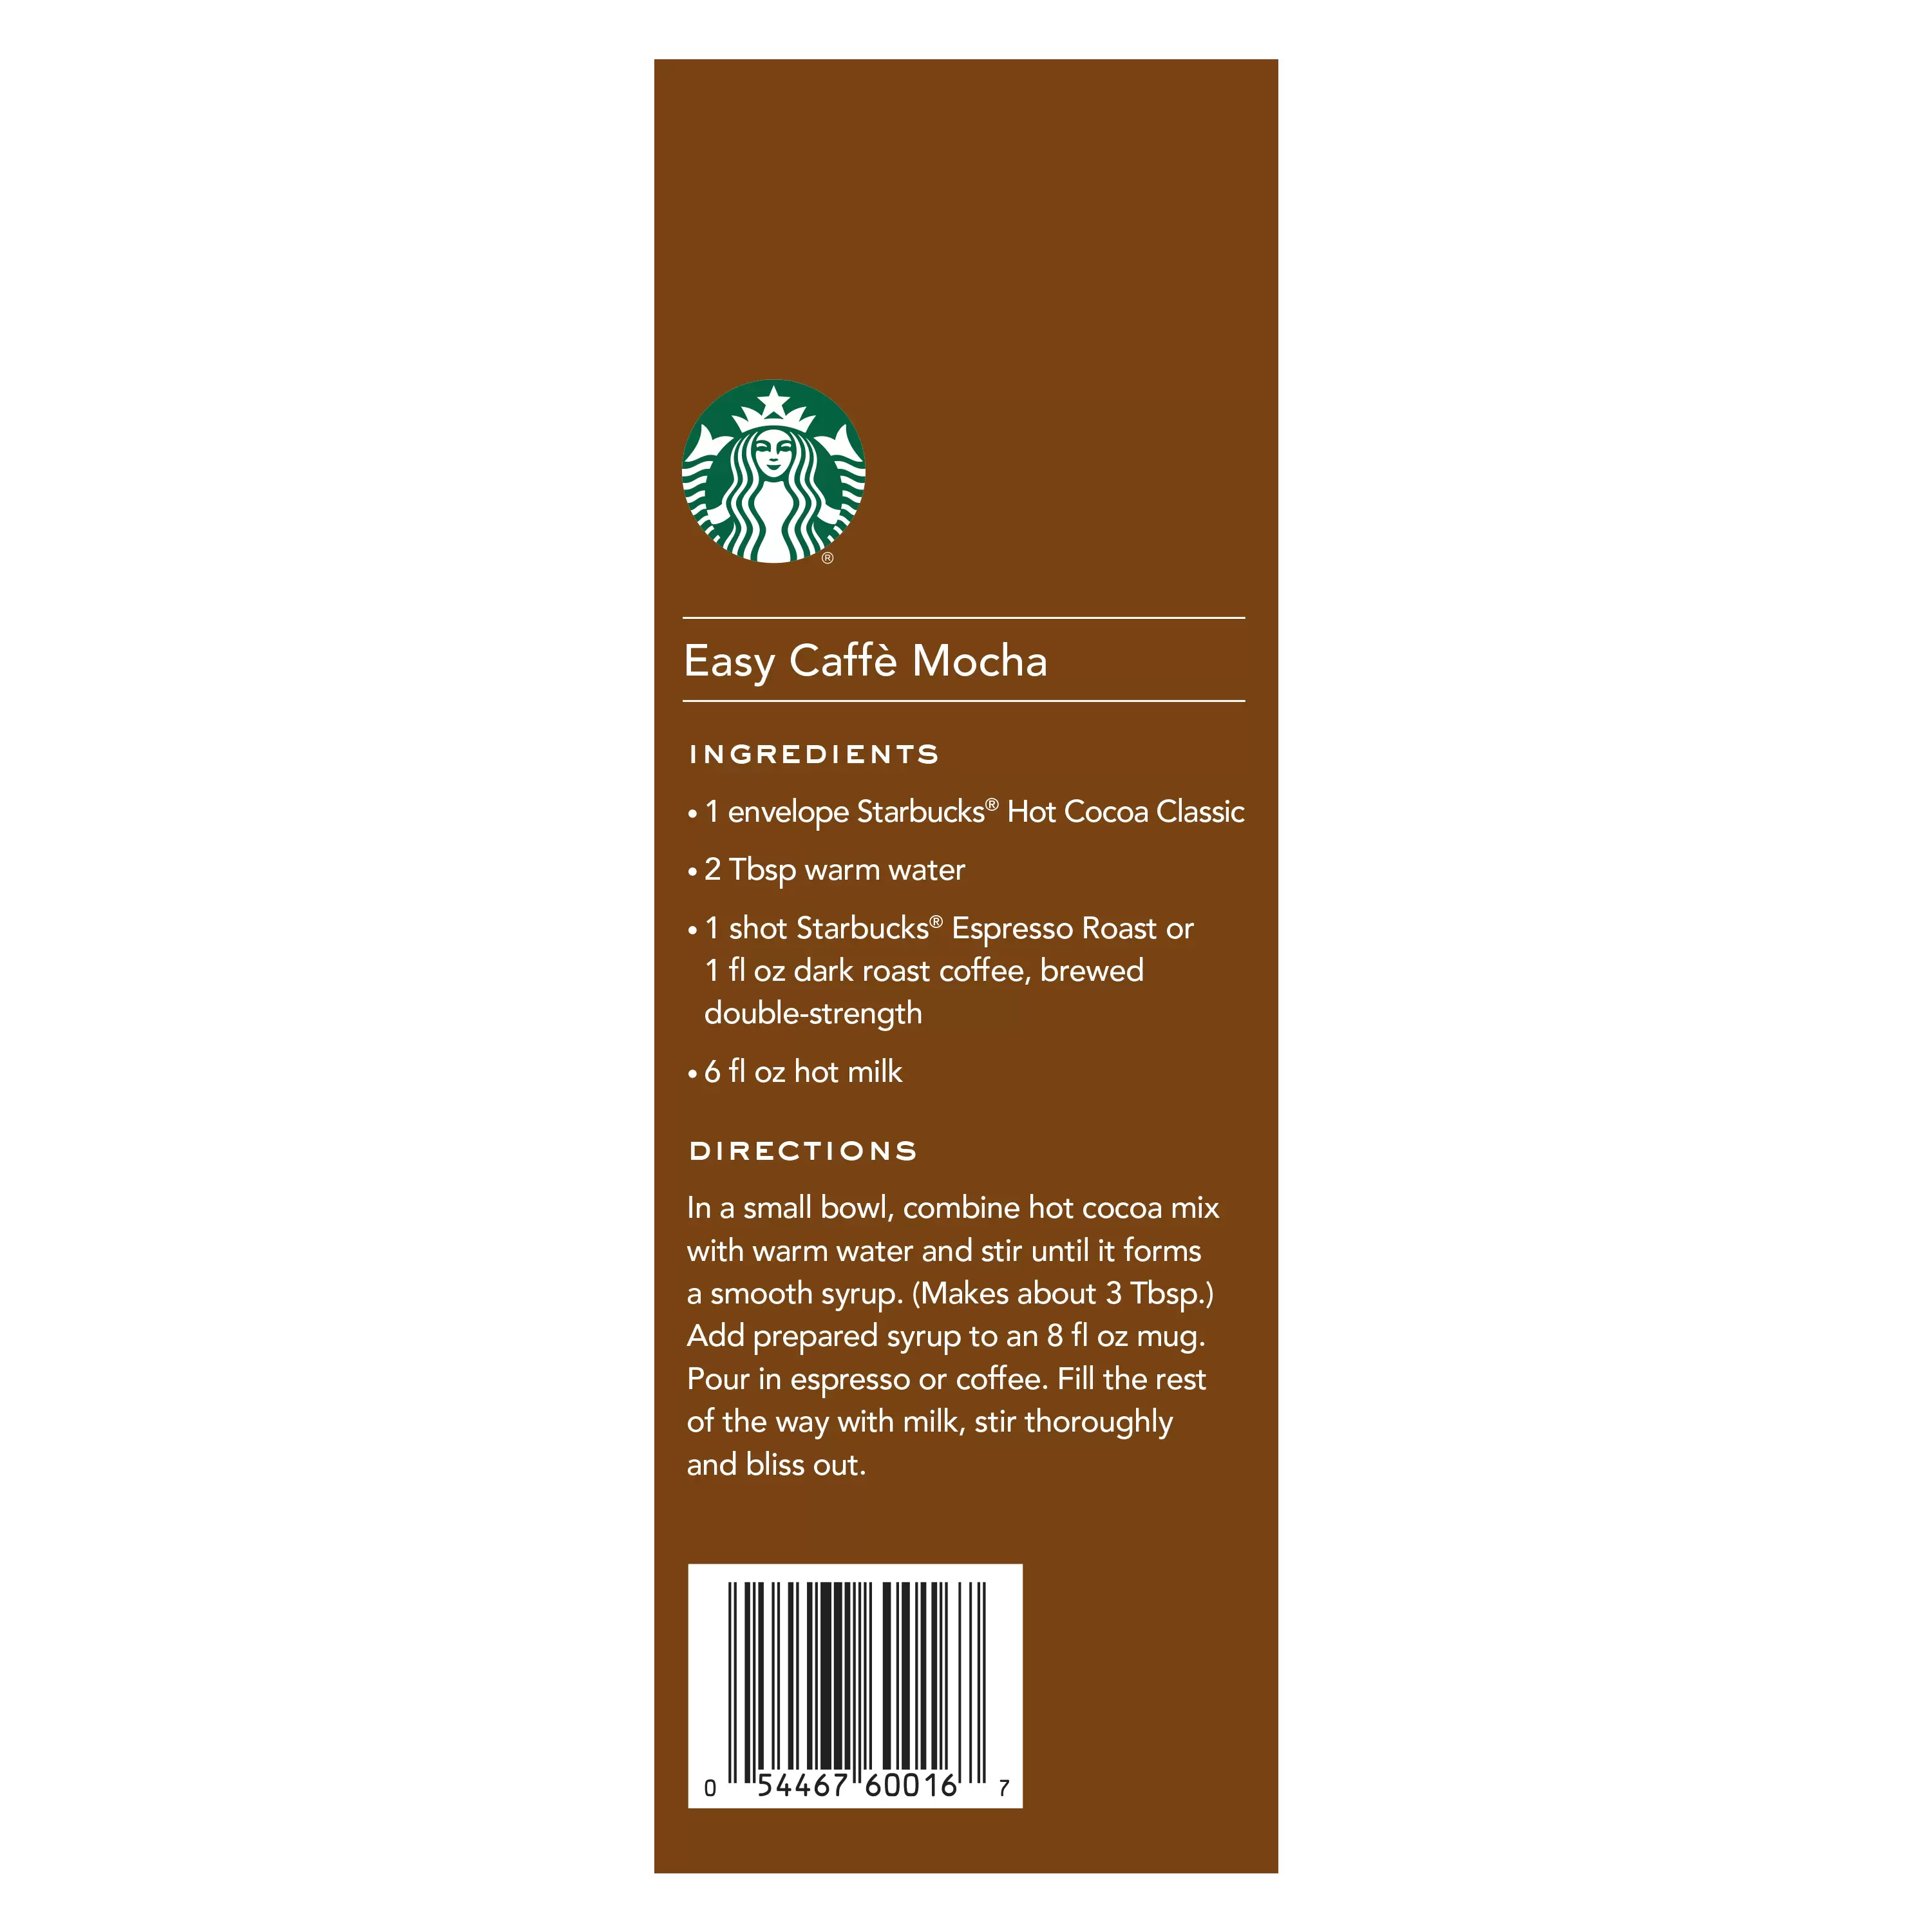 ®
Easy Caffè Mocha
INGREDIENTS
• 1 envelope Starbucks® Hot Cocoa Classic
• 2 Tbsp warm water
• 1 shot Starbucks® Espresso Roast or
1 fl oz dark roast coffee, brewed
double-strength
• 6 fl oz hot milk
DIRECTIONS
In a small bowl, combine hot cocoa mix
with warm water and stir until it forms
a smooth syrup. (Makes about 3 Tbsp.)
Add prepared syrup to an 8 fl oz mug.
Pour in espresso or coffee. Fill the rest
of the way with milk, stir thoroughly
and bliss out.
0 54467 60016 7